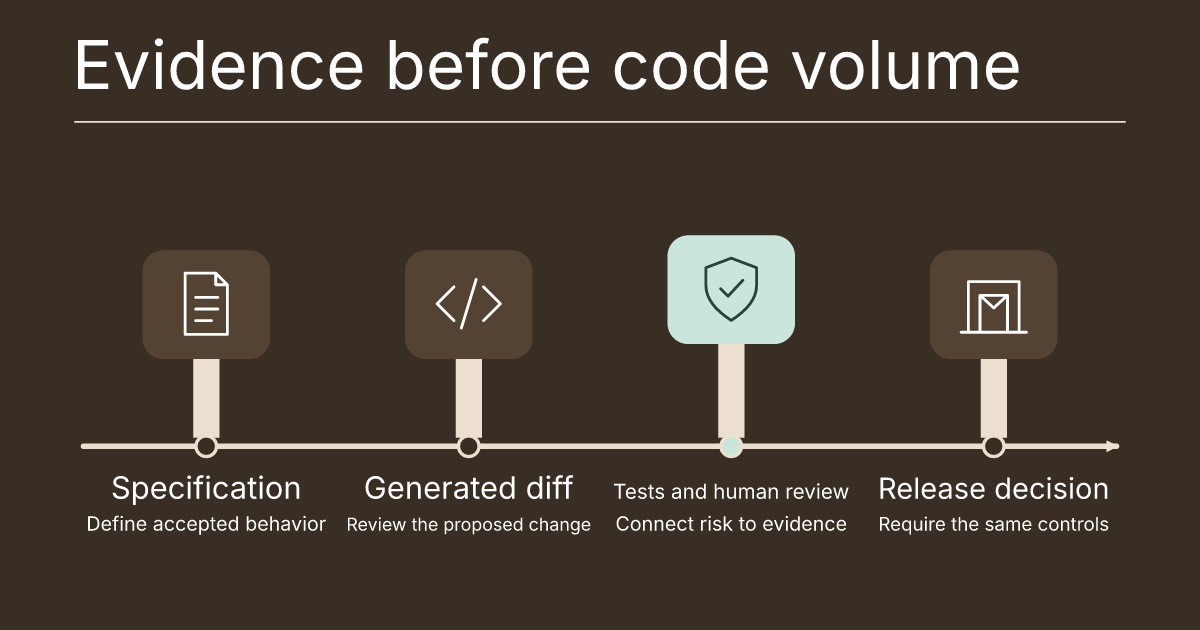 Evidence before code volume
Specification
Define accepted behavior
Generated diff
Review the proposed change
Tests and human review
Connect risk to evidence
Release decision
Require the same controls